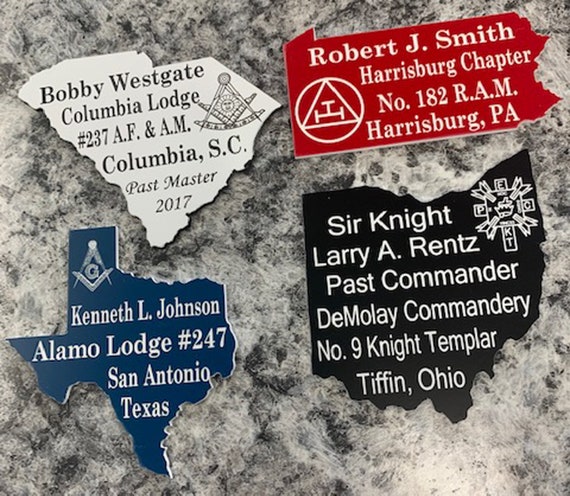 Bobby Westgate
Columbia Lodge
#237 A.F. & A.M.
Columbia, S.C.
Past Master
2017
Robert J. Smith
Harrisburg Chapter
No. 182 R.A.M.
Harrisburg, PA
G
Kenneth L. Johnson
Alamo Lodge #247
San Antonio
Texas
Sir Knight
Larry A. Rentz
Past Commander
DeMolay Commandery
No. 9 Knight Templar
Tiffin, Ohio